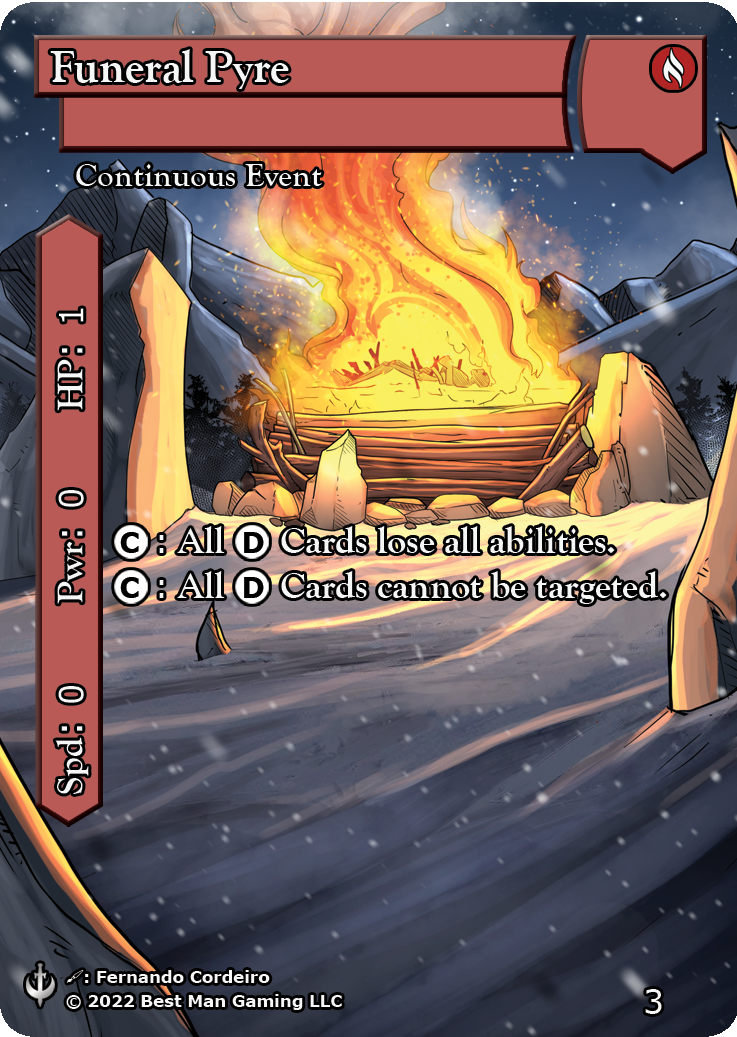 Funeral Pyre
Continuous Event
HP: 1
Pwr: 0
Spd: 0
C : All D Cards lose all abilities.
C : All D Cards cannot be targeted.
: Fernando Cordeiro
© 2022 Best Man Gaming LLC
3